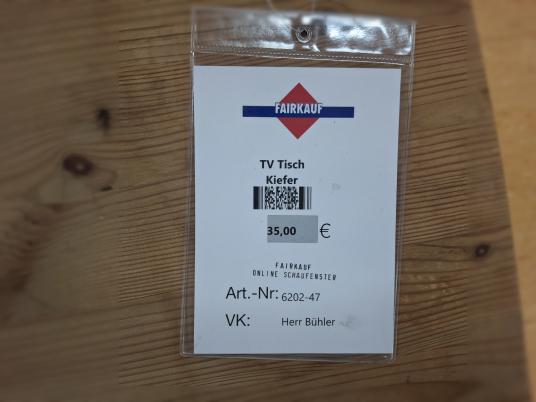 FAIRKAUF
TV Tisch
Kiefer
35,00 €
FAIRKAUF
ONLINE SCHAUFENSTER
Art.-Nr: 6202-47
VK: Herr Bühler